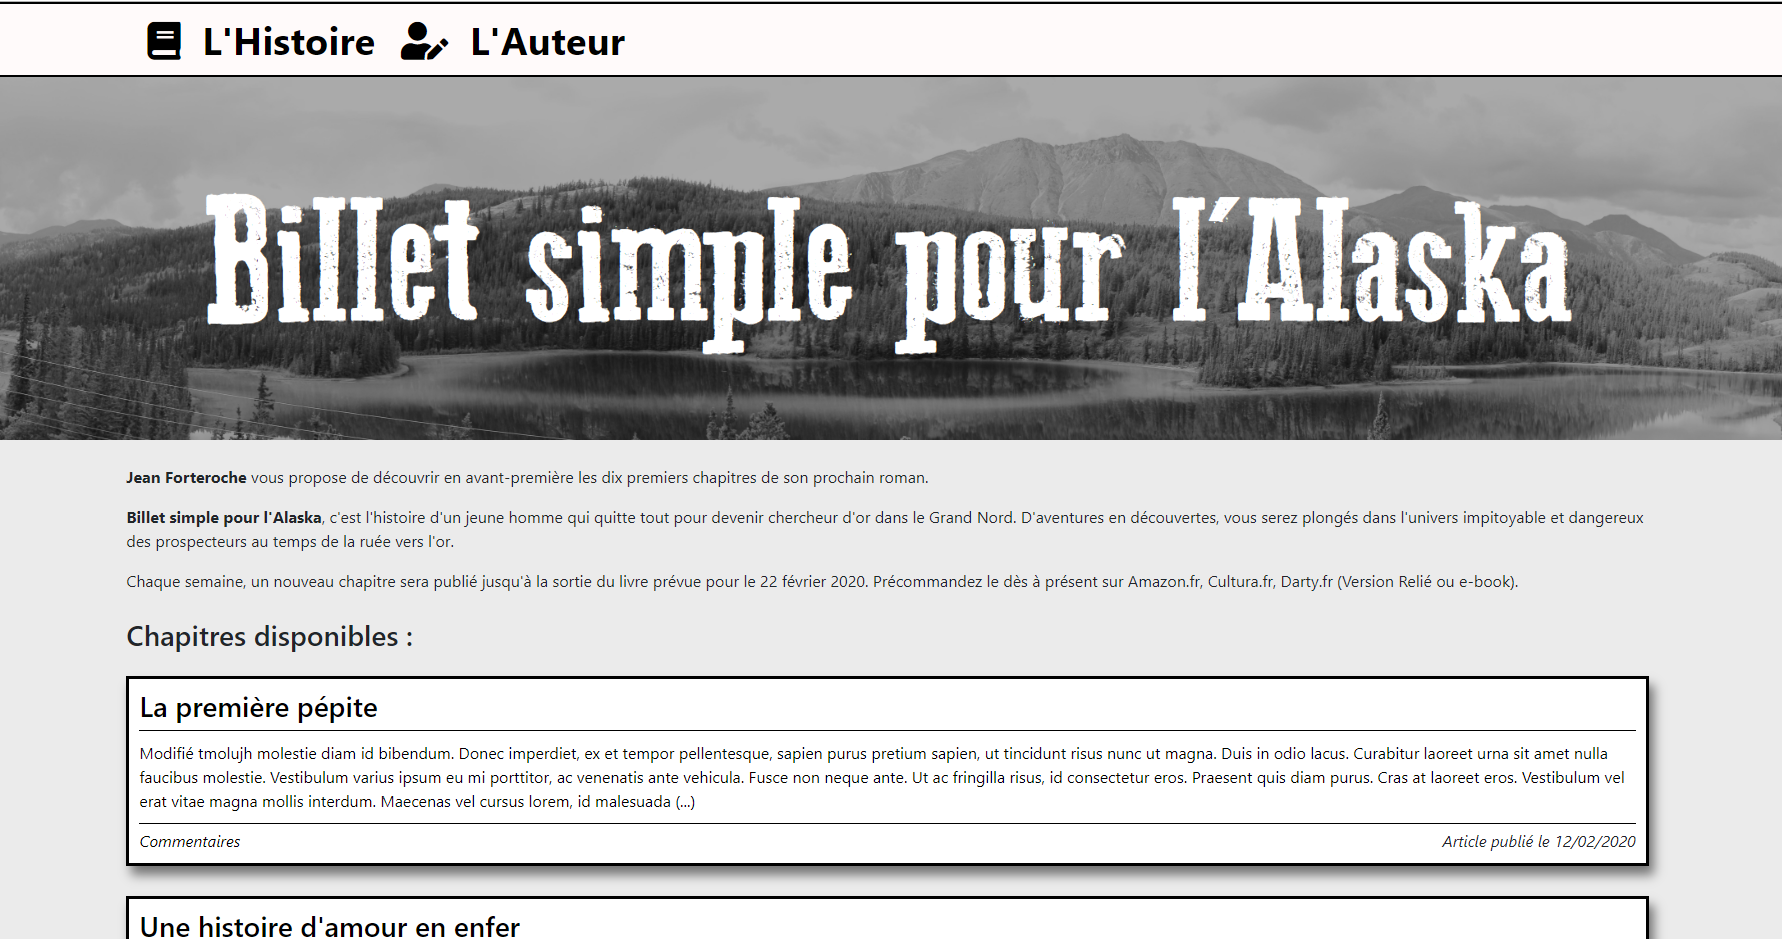 L'Histoire L'Auteur
Billet simple pour l'Alaska
Jean Forteroche vous propose de découvrir en avant-première les dix premiers chapitres de son prochain roman.
Billet simple pour l'Alaska, c'est l'histoire d'un jeune homme qui quitte tout pour devenir chercheur d'or dans le Grand Nord. D'aventures en découvertes, vous serez plongés dans l'univers impitoyable et dangereux
des prospecteurs au temps de la ruée vers l'or.
Chaque semaine, un nouveau chapitre sera publié jusqu'à la sortie du livre prévue pour le 22 février 2020. Précommandez le dès à présent sur Amazon.fr, Cultura.fr, Darty.fr (Version Relié ou e-book).
Chapitres disponibles :
La première pépite
Modifié tmolujh molestie diam id bibendum. Donec imperdiet, ex et tempor pellentesque, sapien purus pretium sapien, ut tincidunt risus nunc ut magna. Duis in odio lacus. Curabitur laoreet urna sit amet nulla
faucibus molestie. Vestibulum varius ipsum eu mi porttitor, ac venenatis ante vehicula. Fusce non neque ante. Ut ac fringilla risus, id consectetur eros. Praesent quis diam purus. Cras at laoreet eros. Vestibulum vel
erat vitae magna mollis interdum. Maecenas vel cursus lorem, id malesuada (...)
Commentaires Article publié le 12/02/2020
Une histoire d'amour en enfer